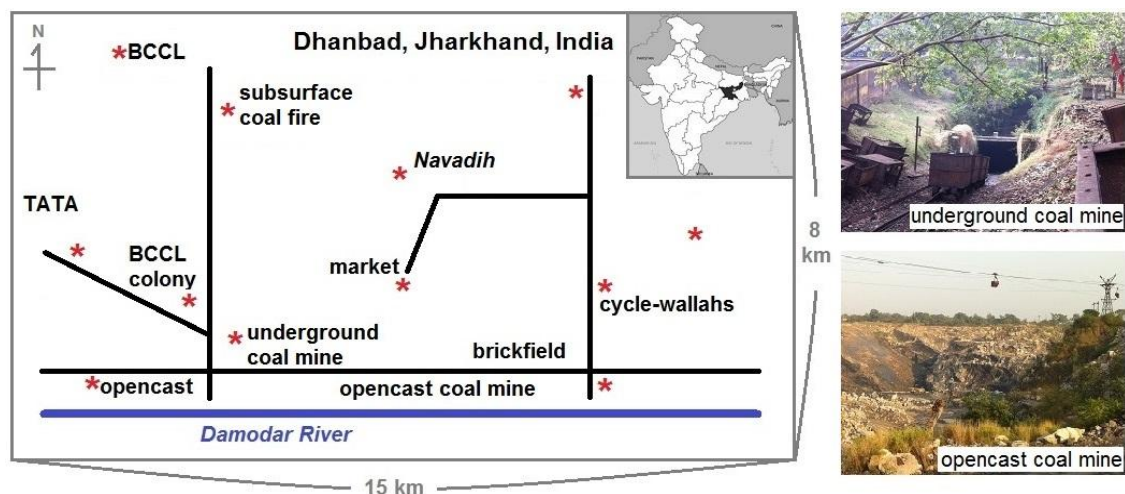 N
*BCCL
Dhanbad, Jharkhand, India
subsurface
coal fire
Navadih
TATA
BCCL
colony
market
cycle-wallahs
underground
coal mine
brickfield
opencast
opencast coal mine
Damodar River
15 km
8
km
underground coal mine
opencast coal mine